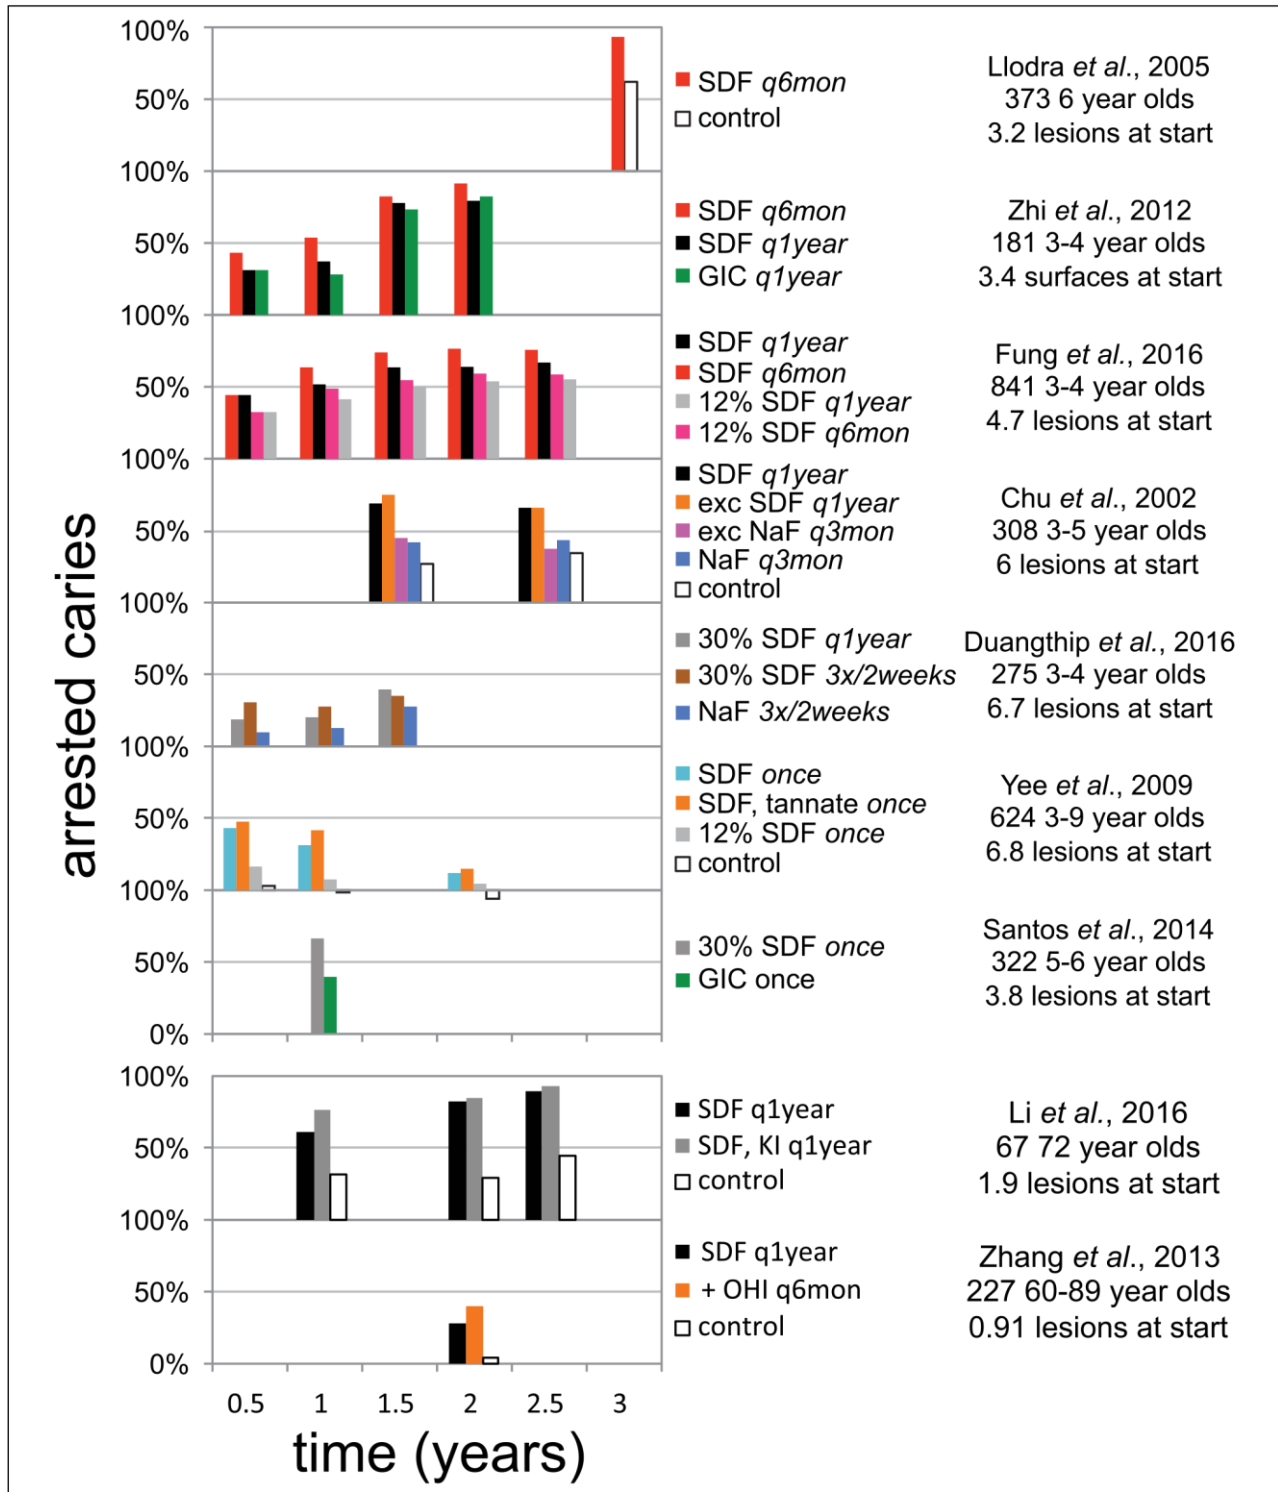 arrested caries
100%
50%
100%
SDF q6mon
control
Llodra et al., 2005
373 6 year olds
3.2 lesions at start
50%
100%
SDF q6mon
SDF q1year
GIC q1year
Zhi et al., 2012
181 3-4 year olds
3.4 surfaces at start
50%
100%
SDF q1year
SDF q6mon
12% SDF q1year
12% SDF q6mon
Fung et al., 2016
841 3-4 year olds
4.7 lesions at start
50%
100%
SDF q1year
exc SDF q1year
exc NaF q3mon
NaF q3mon
control
Chu et al., 2002
308 3-5 year olds
6 lesions at start
50%
100%
30% SDF q1year
30% SDF 3x/2weeks
NaF 3x/2weeks
Duangthip et al., 2016
275 3-4 year olds
6.7 lesions at start
50%
100%
SDF once
SDF, tannate once
12% SDF once
control
Yee et al., 2009
624 3-9 year olds
6.8 lesions at start
50%
0%
30% SDF once
GIC once
Santos et al., 2014
322 5-6 year olds
3.8 lesions at start
100%
50%
100%
SDF q1year
SDF, KI q1year
control
Li et al., 2016
67 72 year olds
1.9 lesions at start
50%
0%
SDF q1year
+ OHI q6mon
control
Zhang et al., 2013
227 60-89 year olds
0.91 lesions at start
0.5 1 1.5 2 2.5 3
time (years)